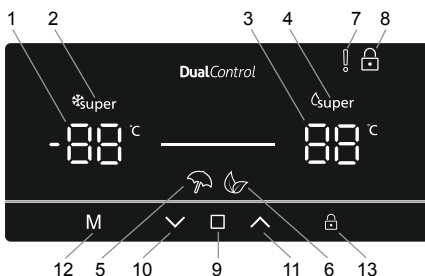 1 2 3 4 7 8
DualControl
super super
-88 °C 88 °C
M
12 5 10 9 11 6 13